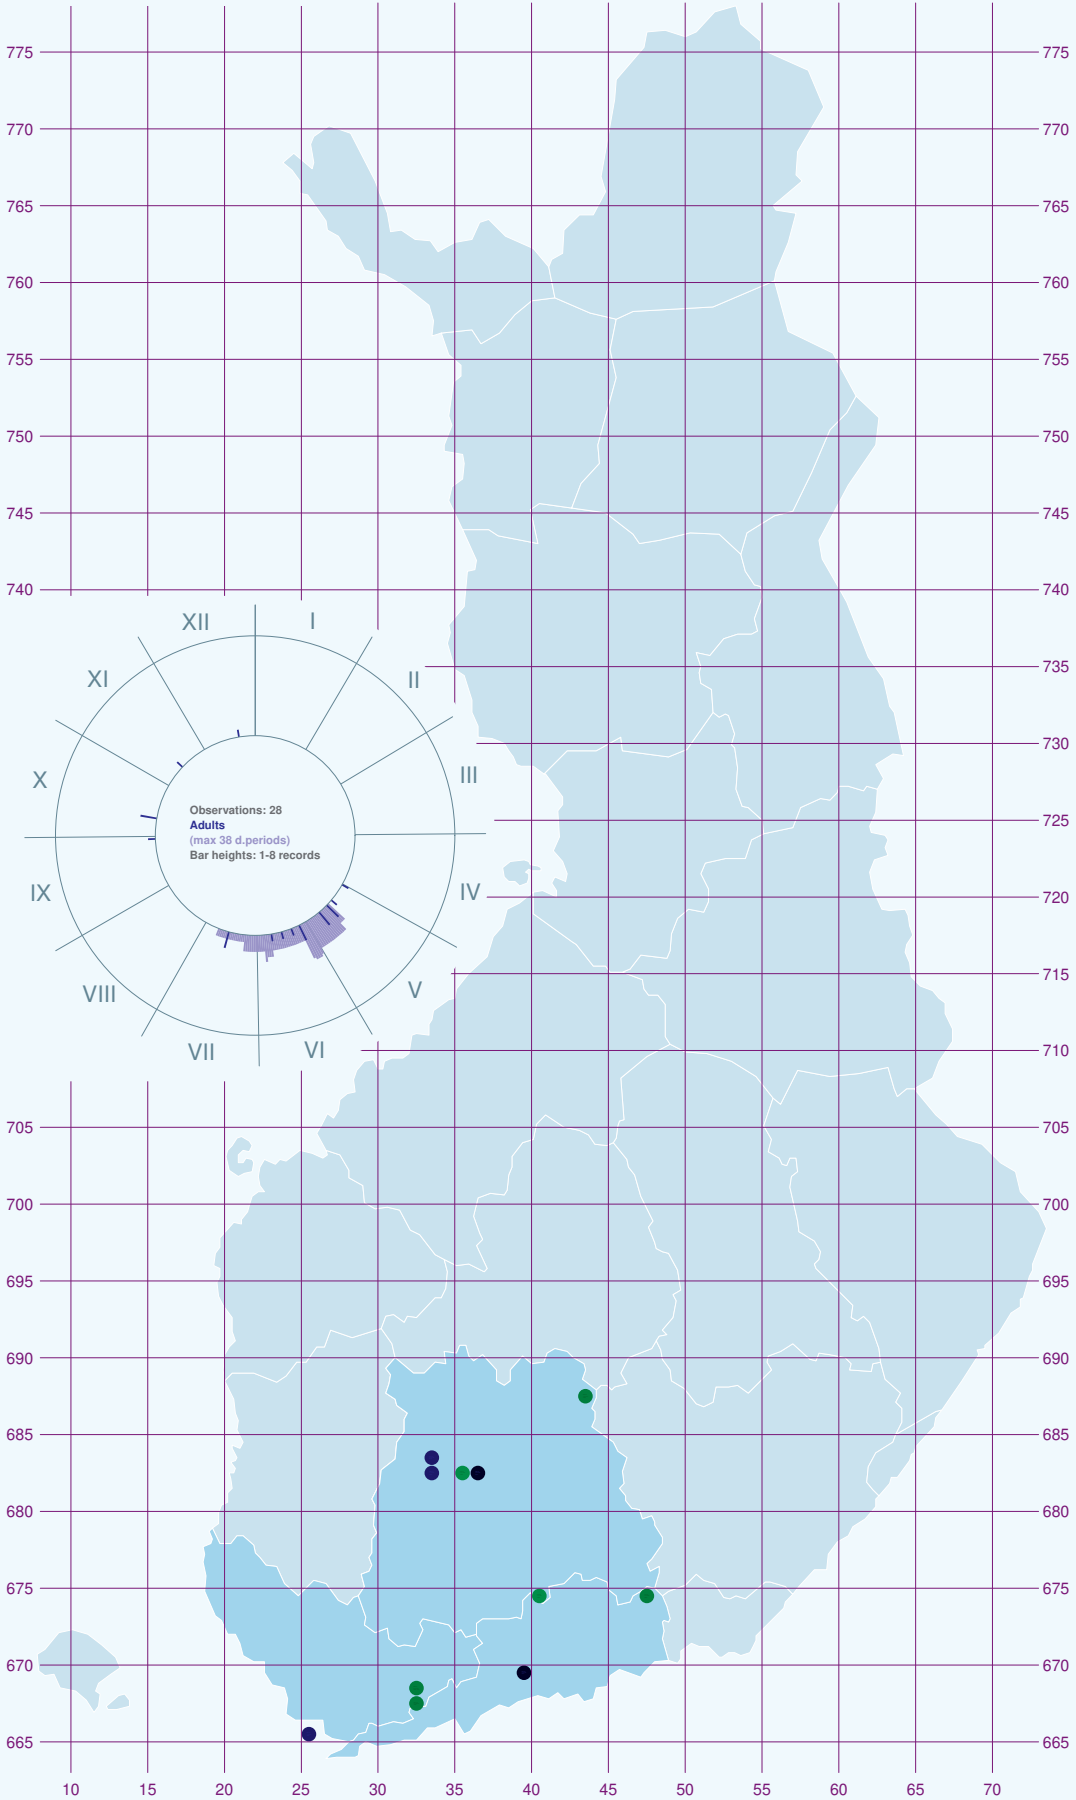 775 775
770 770
765 765
760 760
755 755
750 750
745 745
740 740
XII I
735
XI II
730
X III
Observations: 28
Adults
(max 38 d.periods)
Bar heights: 1-8 records
725
IX IV
720
VIII V
715
VII VI
710
705 705
700 700
695 695
690 690
685 685
680 680
675 675
670 670
665 665
10 15 20 25 30 35 40 45 50 55 60 65 70